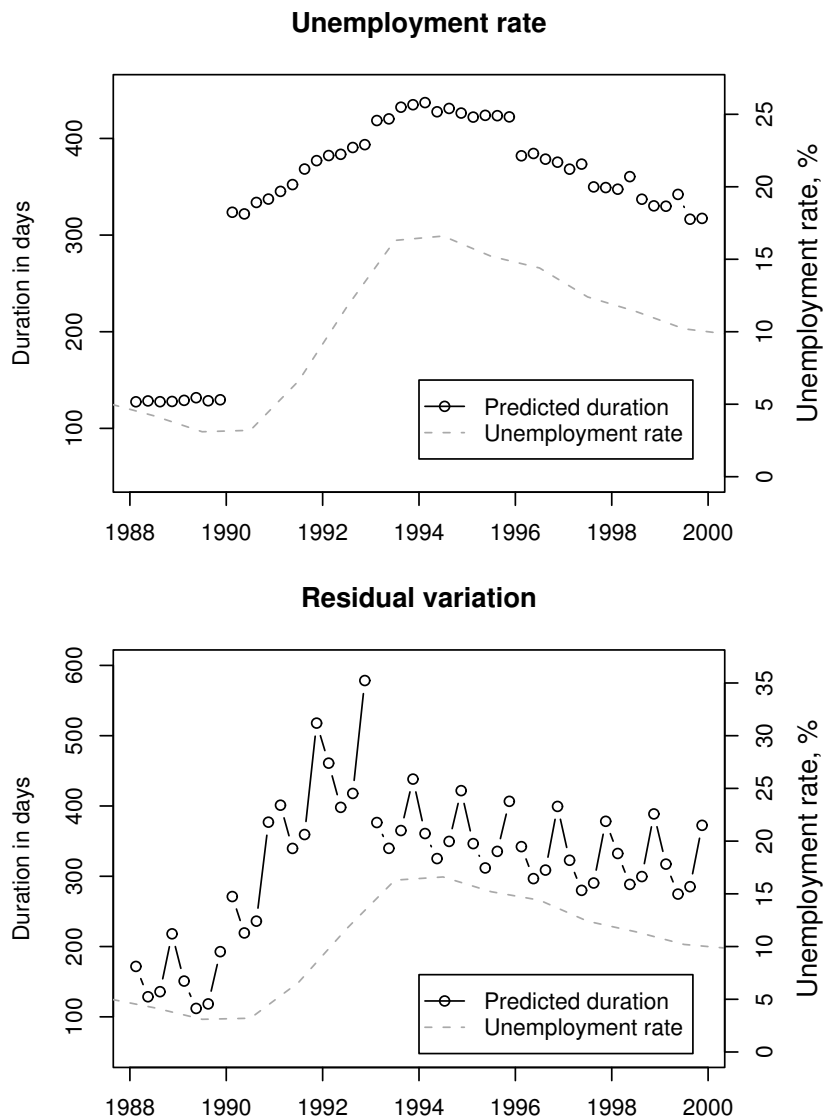 Unemployment rate
Duration in days
400
300
200
100
25
20
15
10
5
0
Unemployment rate, %
Predicted duration
Unemployment rate
1988 1990 1992 1994 1996 1998 2000
Residual variation
Duration in days
600
500
400
300
200
100
35
30
25
20
15
10
5
0
Unemployment rate, %
Predicted duration
Unemployment rate
1988 1990 1992 1994 1996 1998 2000